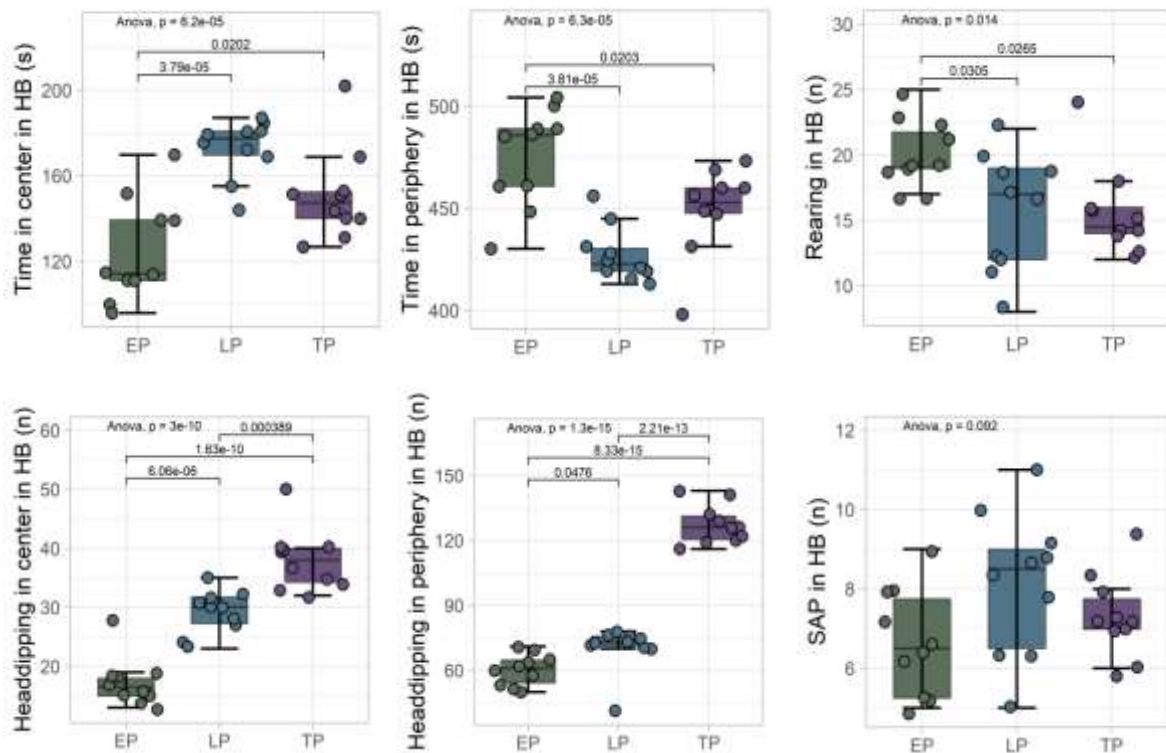 Time in center in HB (s)
Anova, p = 6.2e-05
0.0202
3.79e-05
200
160
120
EP LP TP
Time in periphery in HB (s)
Anova, p = 6.3e-05
0.0203
3.81e-05
500
450
400
EP LP TP
Rearing in HB (n)
Anova, p = 0.014
0.0265
0.0305
30
25
20
15
10
EP LP TP
Headdipping in center in HB (n)
Anova, p = 3e-10
0.000389
1.63e-10
6.06e-06
60
50
40
30
20
EP LP TP
Headdipping in periphery in HB (n)
Anova, p = 1.3e-15
2.21e-13
8.33e-15
0.0476
150
120
90
60
EP LP TP
SAP in HB (n)
Anova, p = 0.092
12
10
8
6
EP LP TP